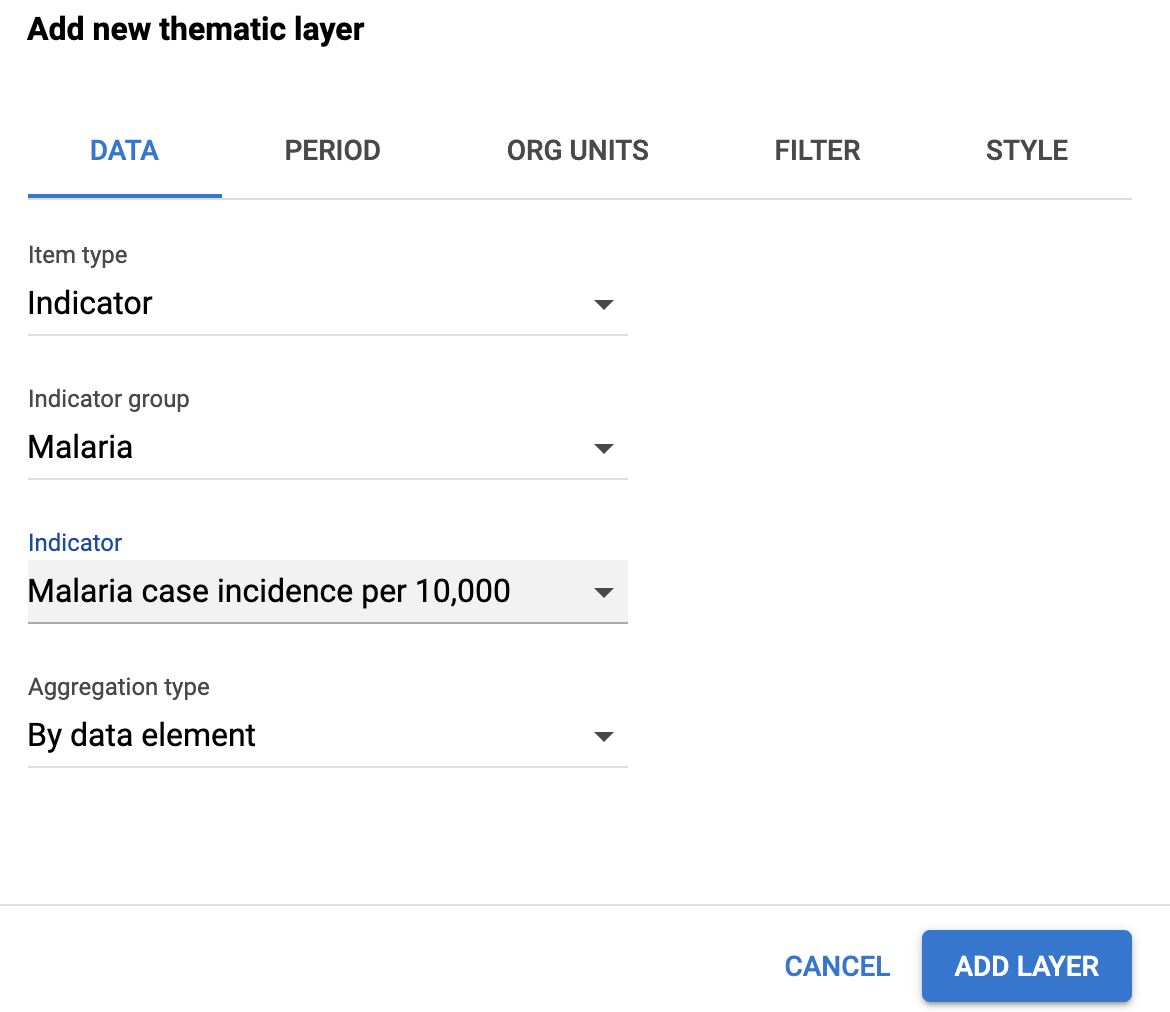 Add new thematic layer
DATA PERIOD ORG UNITS FILTER STYLE
Item type
Indicator
Indicator group
Malaria
Indicator
Malaria case incidence per 10,000
Aggregation type
By data element
CANCEL ADD LAYER